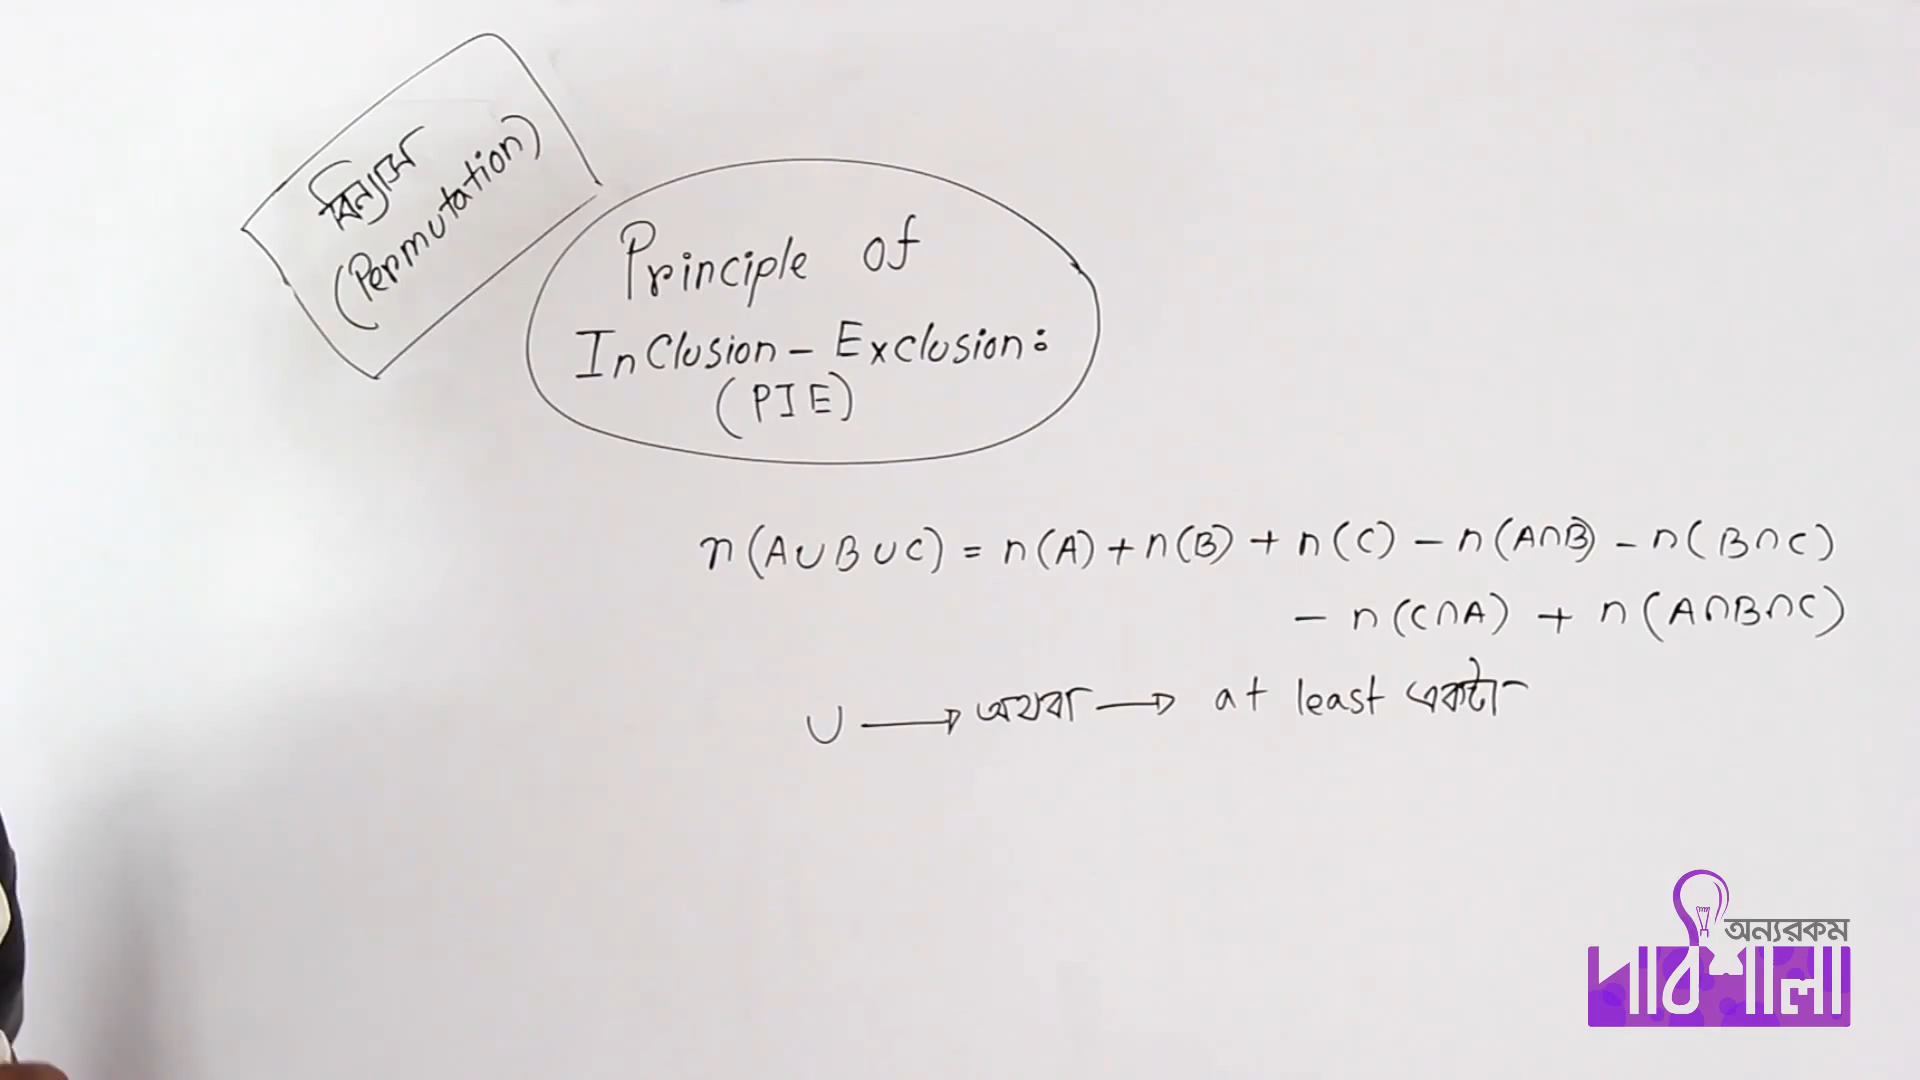 বিন্যাস
(Permutation)
Principle of
Inclusion - Exclusion:
(PIE)
n(A∪B∪C) = n(A) + n(B) + n(C) - n(A∩B) - n(B∩C)
- n(C∩A) + n(A∩B∩C)
∪ → অথবা → at least একটা
অন্যরকম
পাঠশালা